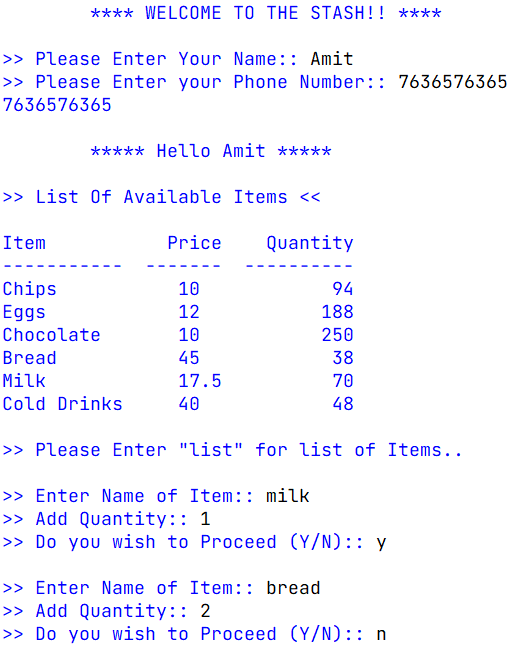 **** WELCOME TO THE STASH!! ****
>> Please Enter Your Name:: Amit
>> Please Enter your Phone Number:: 7636576365
7636576365
***** Hello Amit *****
>> List Of Available Items <<
Item           Price    Quantity
-----------  -------  ----------
Chips           10            94
Eggs            12           188
Chocolate       10           250
Bread           45            38
Milk            17.5          70
Cold Drinks     40            48
>> Please Enter "list" for list of Items..
>> Enter Name of Item:: milk
>> Add Quantity:: 1
>> Do you wish to Proceed (Y/N):: y
>> Enter Name of Item:: bread
>> Add Quantity:: 2
>> Do you wish to Proceed (Y/N):: n